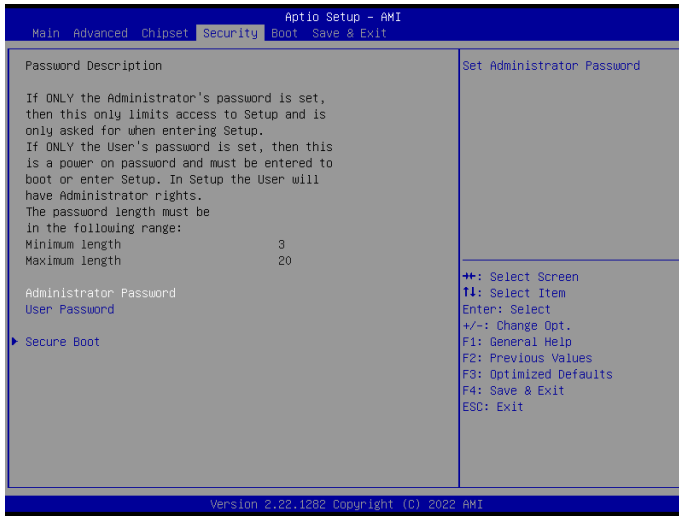 Aptio Setup – AMI
Main Advanced Chipset Security Boot Save & Exit
Password Description
If ONLY the Administrator's password is set,
then this only limits access to Setup and is
only asked for when entering Setup.
If ONLY the User's password is set, then this
is a power on password and must be entered to
boot or enter Setup. In Setup the User will
have Administrator rights.
The password length must be
in the following range:
Minimum length 3
Maximum length 20
Administrator Password
User Password
▶ Secure Boot
Set Administrator Password
→←: Select Screen
↑↓: Select Item
Enter: Select
+/-: Change Opt.
F1: General Help
F2: Previous Values
F3: Optimized Defaults
F4: Save & Exit
ESC: Exit
Version 2.22.1282 Copyright (C) 2022 AMI